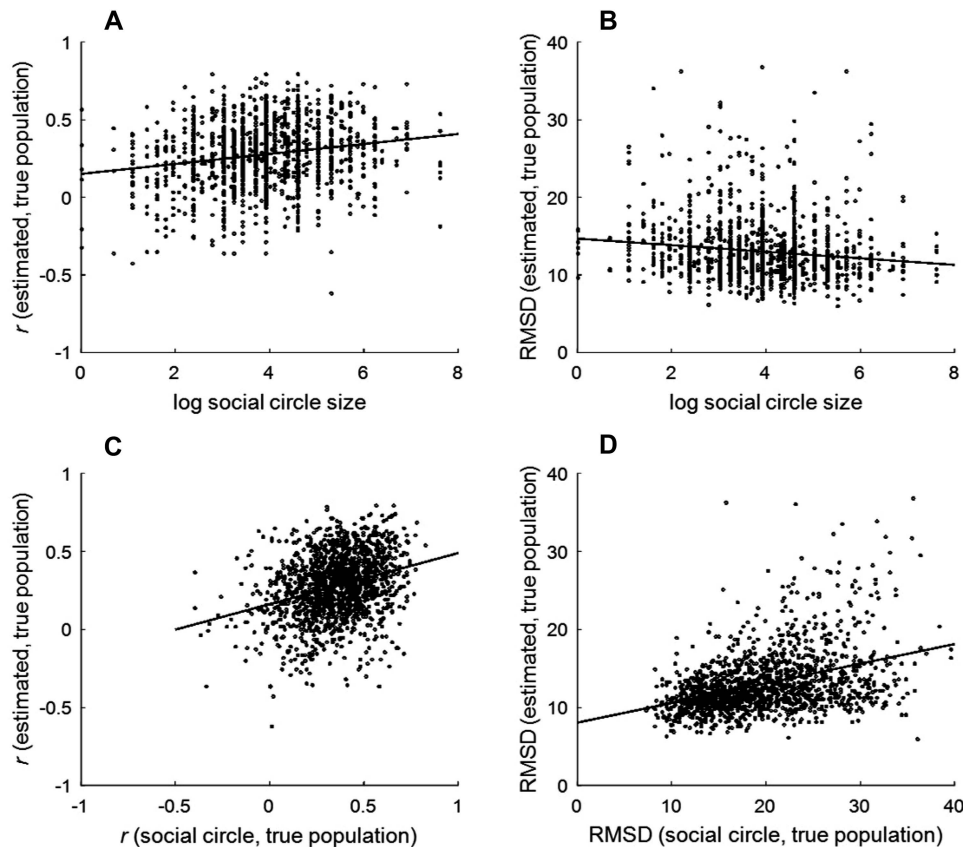 A
1
0.5
0
-0.5
-1
r (estimated, true population)
0 2 4 6 8
log social circle size
B
40
30
20
10
0
RMSD (estimated, true population)
0 2 4 6 8
log social circle size
C
1
0.5
0
-0.5
-1
r (estimated, true population)
-1 -0.5 0 0.5 1
r (social circle, true population)
D
40
30
20
10
0
RMSD (estimated, true population)
0 10 20 30 40
RMSD (social circle, true population)